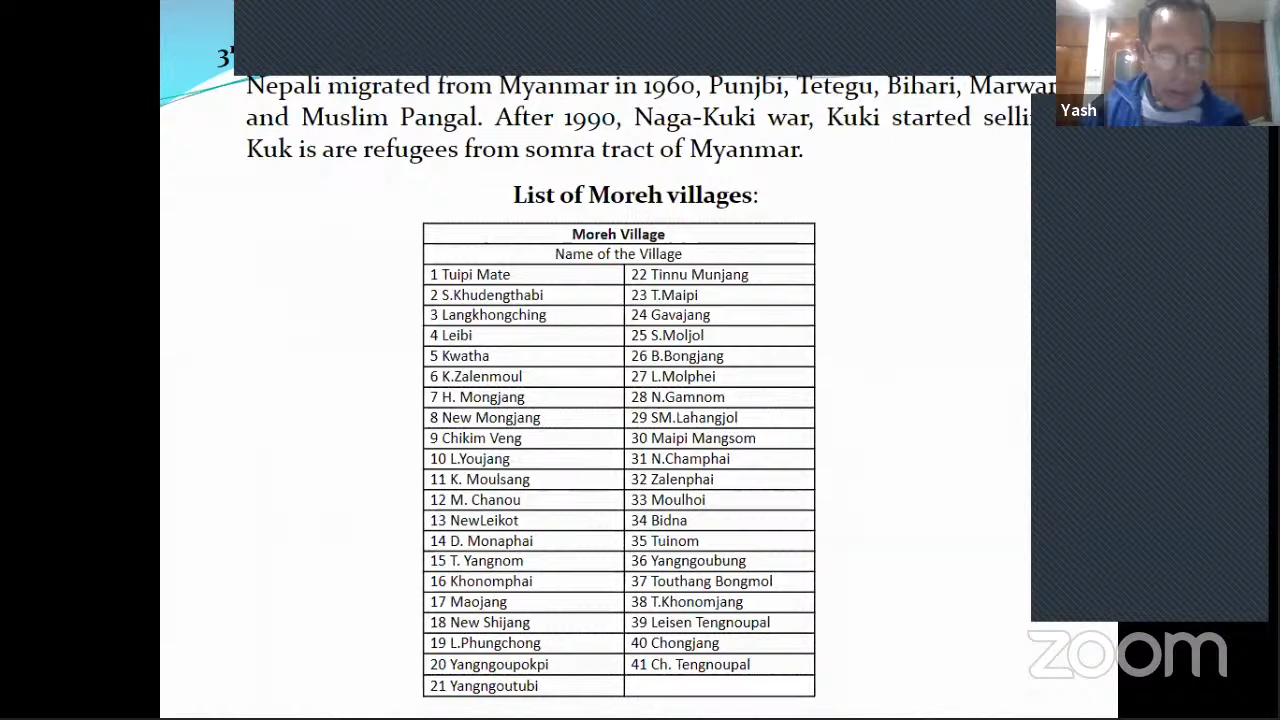 3
Nepali migrated from Myanmar in 1960, Punjbi, Tetegu, Bihari,
and Muslim Pangal. After 1990, Naga-Kuki war, Kuki started
Kuk is are refugees from somra tract of Myanmar.
Yash
List of Moreh villages:
Moreh Village
Name of the Village
1 Tuipi Mate 22 Tinnu Munjang
2 S.Khudengthabi 23 T.Maipi
3 Langkhongching 24 Gavajang
4 Leibi 25 S.Moljol
5 Kwatha 26 B.Bongjang
6 K.Zalenmoul 27 L.Molphei
7 H. Mongjang 28 N.Gamnom
8 New Mongjang 29 SM.Lahangjol
9 Chikim Veng 30 Maipi Mangsom
10 L.Youjang 31 N.Champhai
11 K. Moulsang 32 Zalenphai
12 M. Chanou 33 Moulhoi
13 NewLeikot 34 Bidna
14 D. Monaphai 35 Tuinom
15 T. Yangnom 36 Yangngoubung
16 Khonomphai 37 Touthang Bongmol
17 Maojang 38 T.Khonomjang
18 New Shijang 39 Leisen Tengnoupal
19 L.Phungchong 40 Chongjang
20 Yangngoupokpi 41 Ch. Tengnoupal
21 Yangngoutubi
zoom